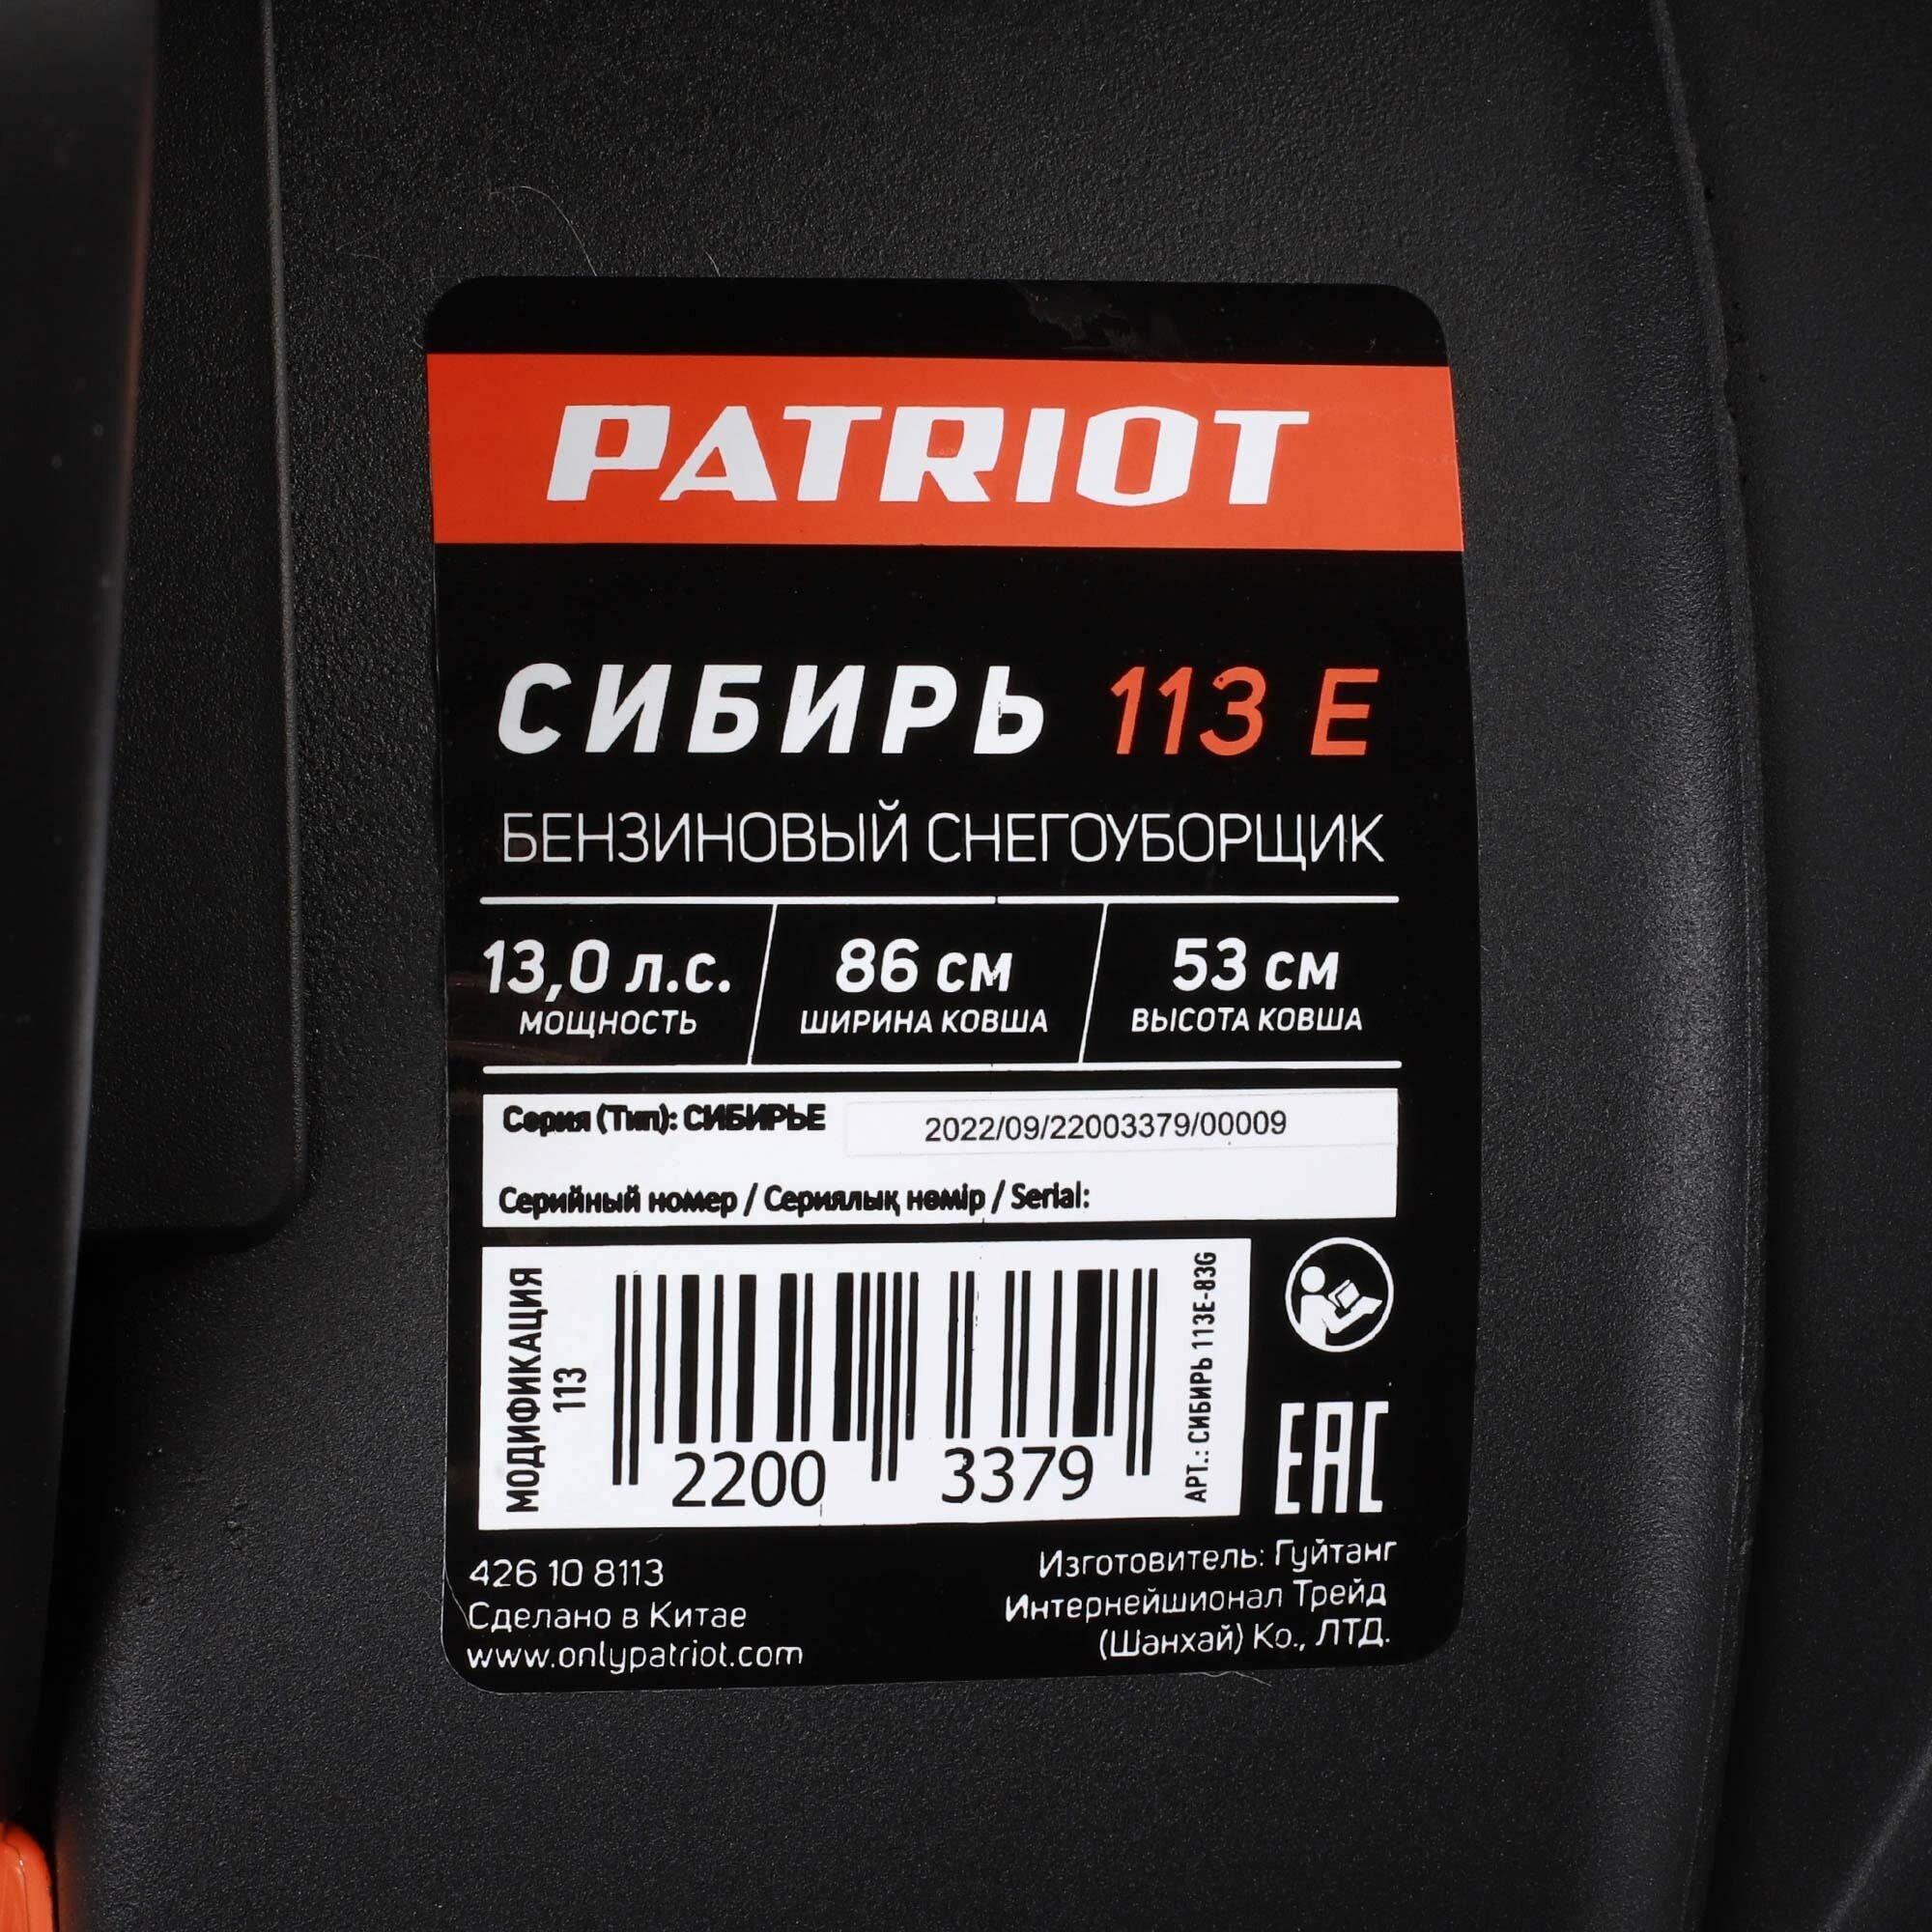 PATRIOT
СИБИРЬ 113 E
БЕНЗИНОВЫЙ СНЕГОУБОРЩИК
13,0 л.с. 86 см 53 см
МОЩНОСТЬ ШИРИНА КОВША ВЫСОТА КОВША
Серия (Тип): СИБИРЬЕ 2022/09/22003379/00009
Серийный номер / Сериялық нөмір / Serial:
МОДИФИКАЦИЯ
113
2200 3379
АРТ.: СИБИРЬ 113Е-83G
EAC
426 10 8113
Сделано в Китае
www.onlypatriot.com
Изготовитель: Гуйтанг
Интернейшионал Трейд
(Шанхай) Ко., ЛТД.